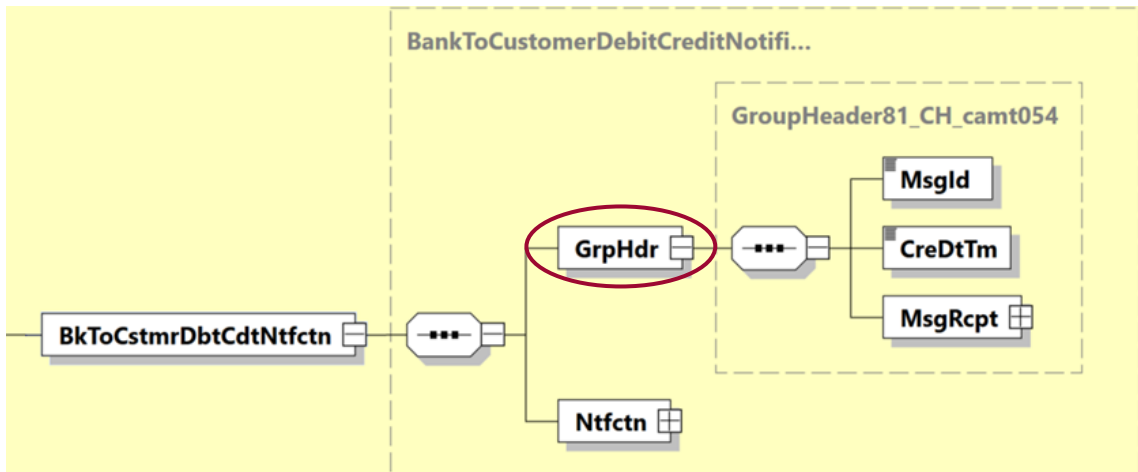 BankToCustomerDebitCreditNotifi...
GroupHeader81_CH_camt054
MsgId
GrpHdr
CreDtTm
MsgRcpt
BkToCstmrDbtCdtNtfctn
Ntfctn